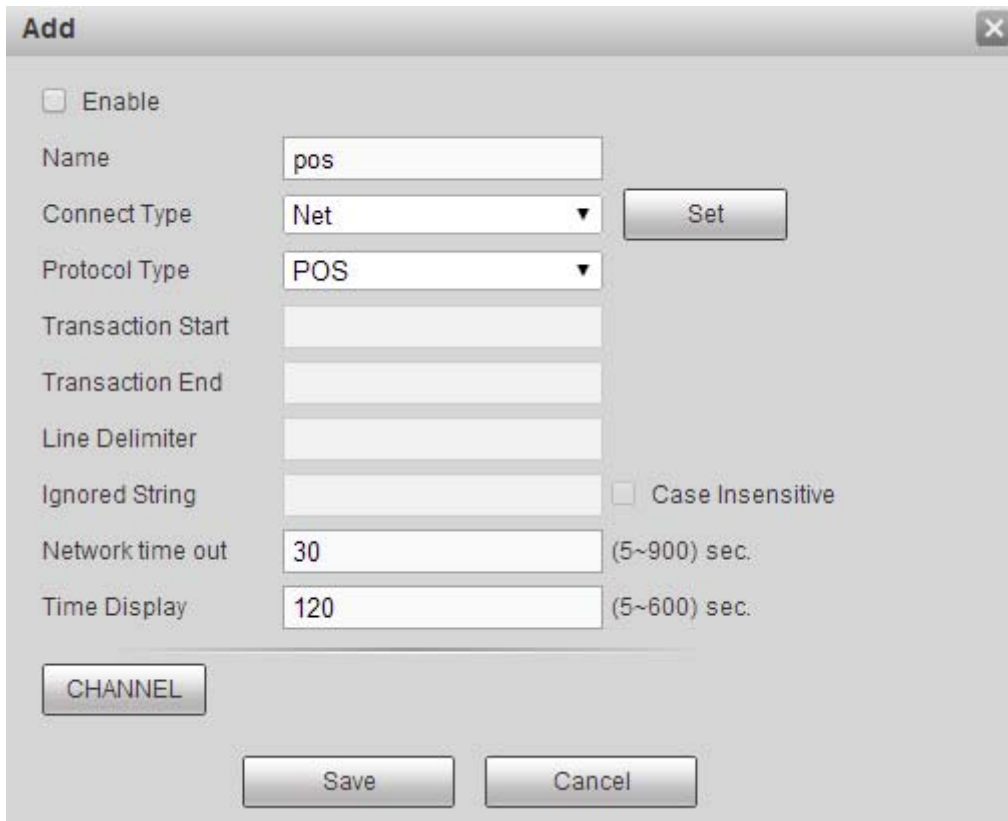 Add
Enable
Name pos
Connect Type Net Set
Protocol Type POS
Transaction Start
Transaction End
Line Delimiter
Ignored String Case Insensitive
Network time out 30 (5~900) sec.
Time Display 120 (5~600) sec.
CHANNEL
Save Cancel